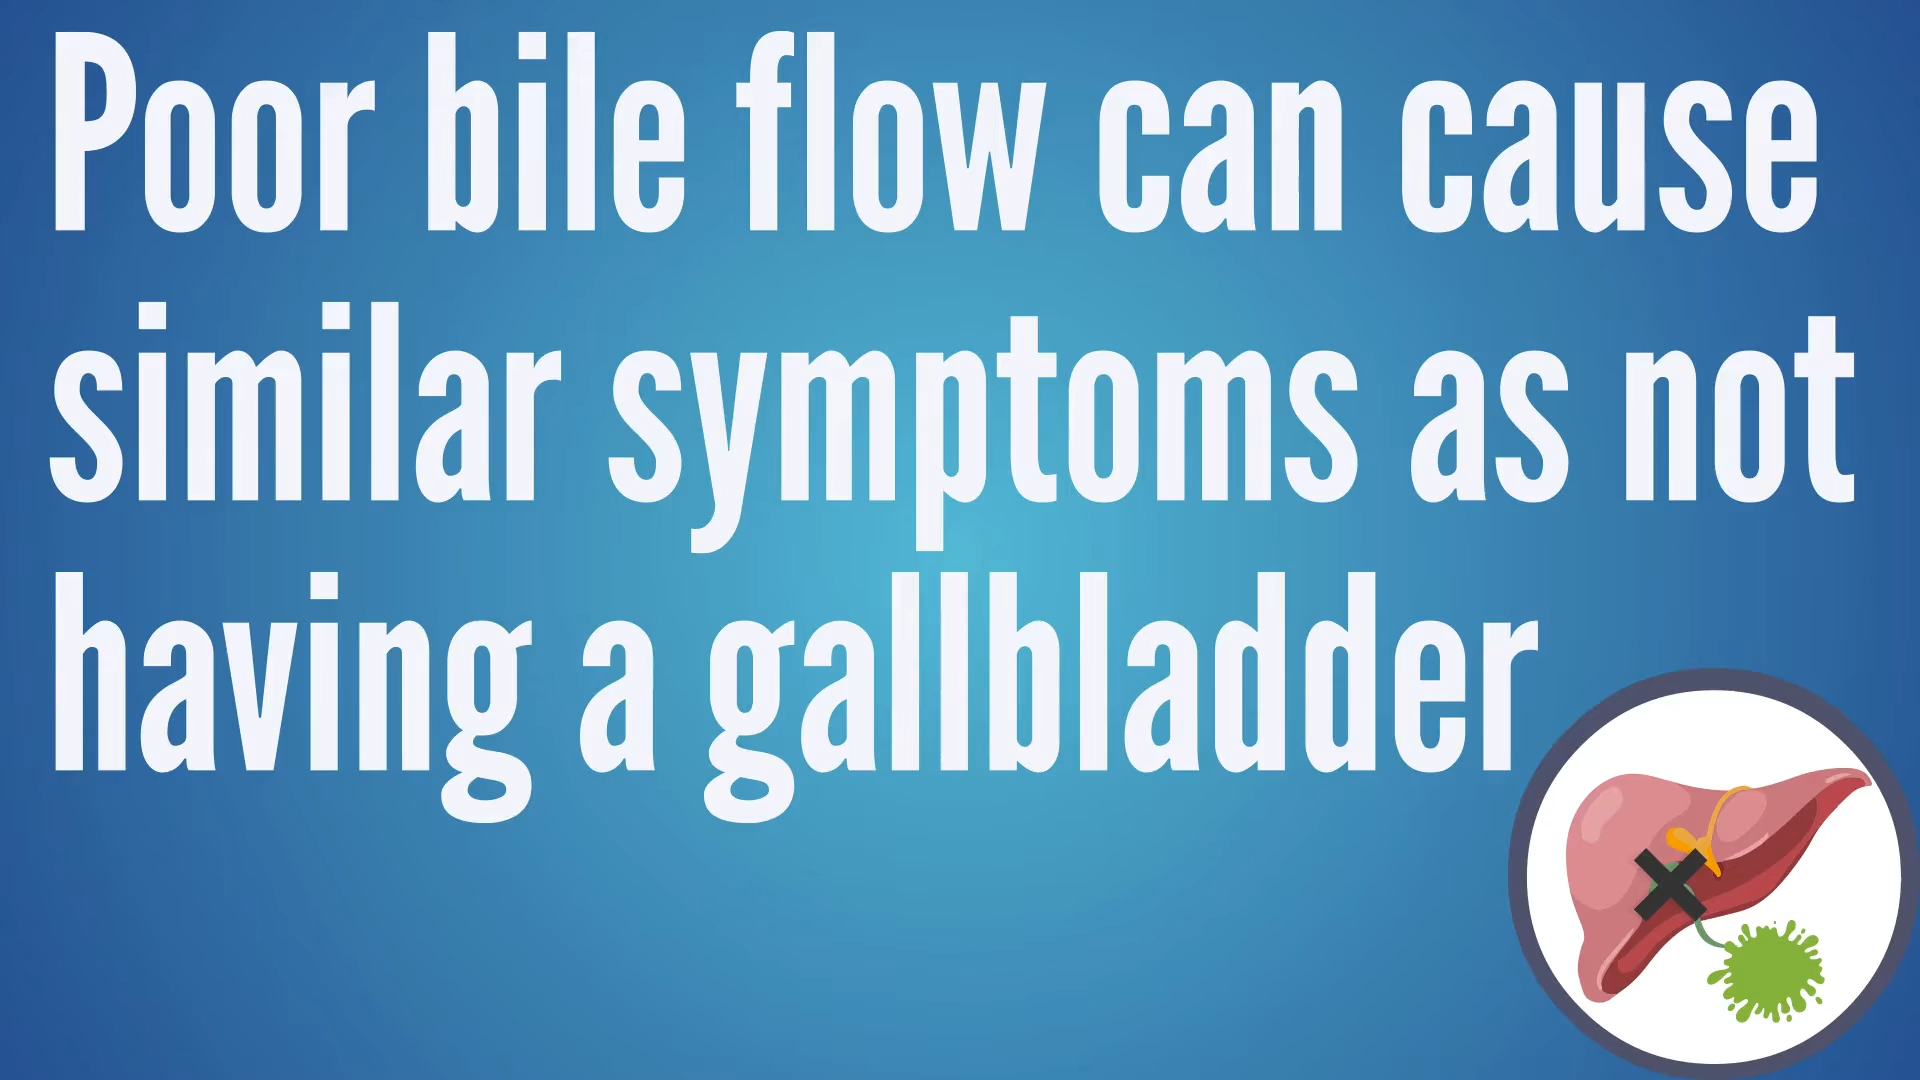 Poor bile flow can cause
similar symptoms as not
having a gallbladder